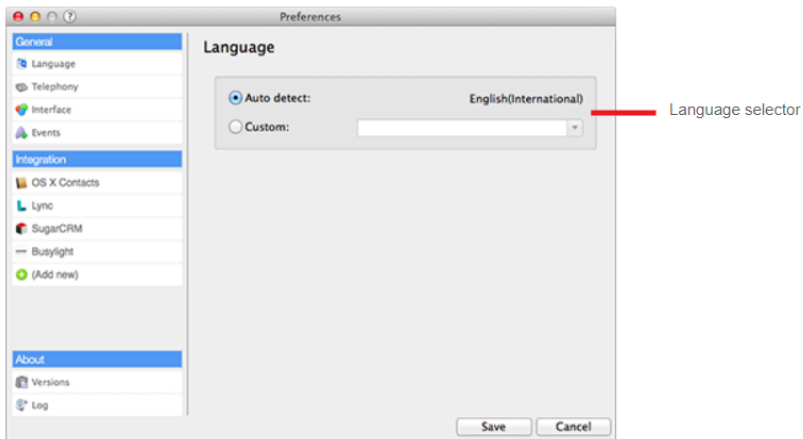 Preferences
General
Language
Telephony
Interface
Events
Integration
OS X Contacts
Lync
SugarCRM
Busylight
(Add new)
About
Versions
Log
Language
Auto detect: English(International)
Custom:
Save Cancel
Language selector